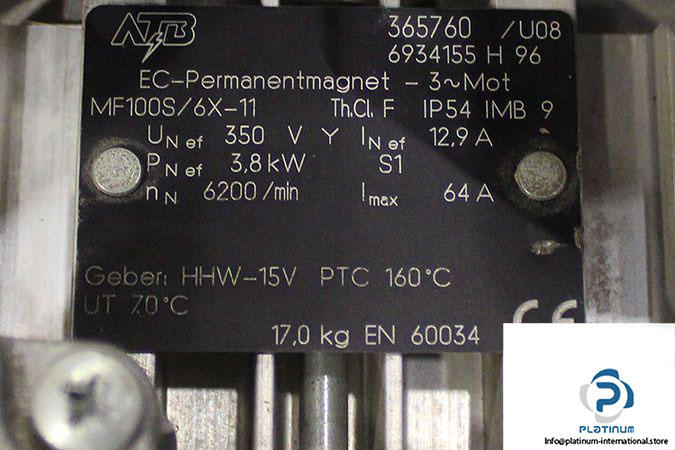 ATB 365760 /U08
6934155 H 96
EC-Permanentmagnet - 3~Mot
MF100S/6X-11 Th.Cl. F IP54 IMB 9
UN ef 350 V Y IN ef 12,9 A
PN ef 3,8 kW S1
nN 6200/min Imax 64 A
Geber: HHW-15V PTC 160°C
UT 70°C
CE
17,0 kg EN 60034
PLATINUM
Info@platinum-international.store